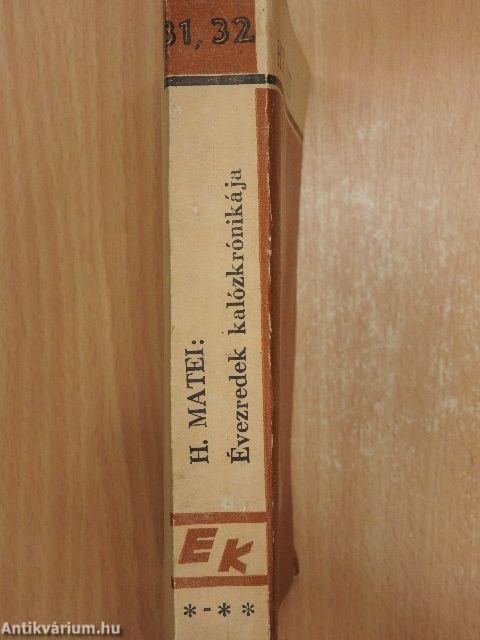 31, 32
H. MATEI:
Évezredek kalózkrónikája
EK
*-**
Antikvárium.hu